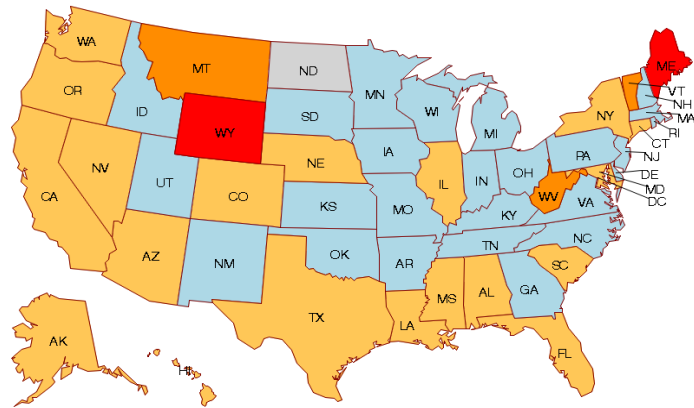 WA
MT
ND
ME
VT
NH
MA
RI
CT
OR
ID
WY
SD
MN
WI
MI
NY
NV
UT
CO
NE
IA
IL
IN
OH
PA
NJ
DE
MD
DC
CA
AZ
NM
KS
OK
MO
AR
KY
WV
VA
TN
NC
SC
GA
TX
LA
MS
AL
FL
AK
HI